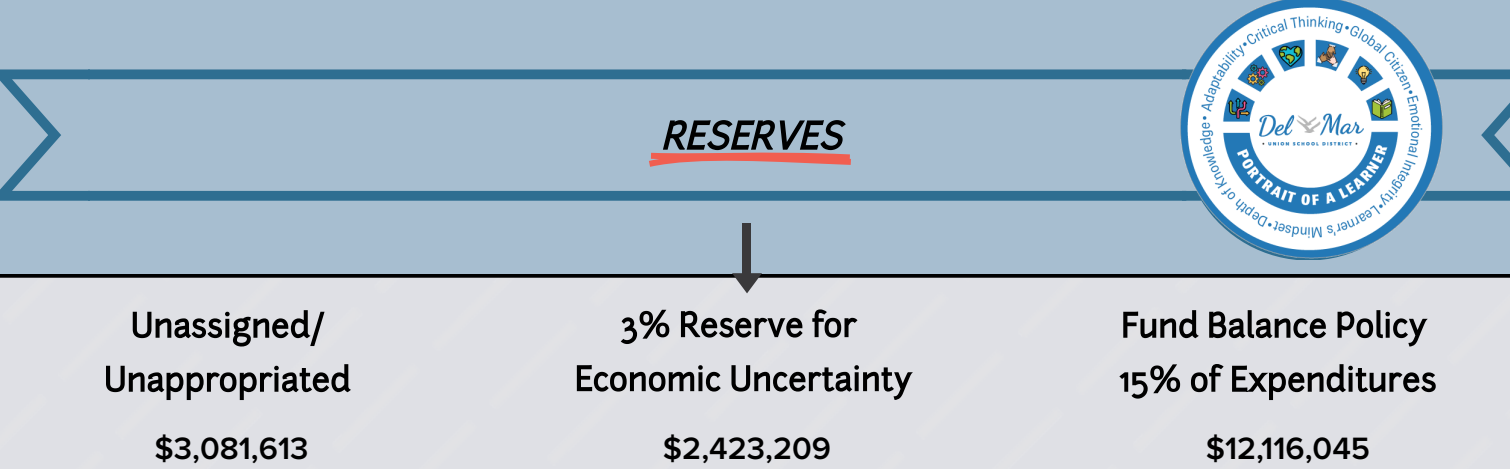 RESERVES
Adaptability•Critical Thinking•Global Citizen•Emotional Integrity•Learner's Mindset•Depth of Knowledge•
Del Mar
• UNION SCHOOL DISTRICT •
PORTRAIT OF A LEARNER
Unassigned/
Unappropriated
$3,081,613
3% Reserve for
Economic Uncertainty
$2,423,209
Fund Balance Policy
15% of Expenditures
$12,116,045